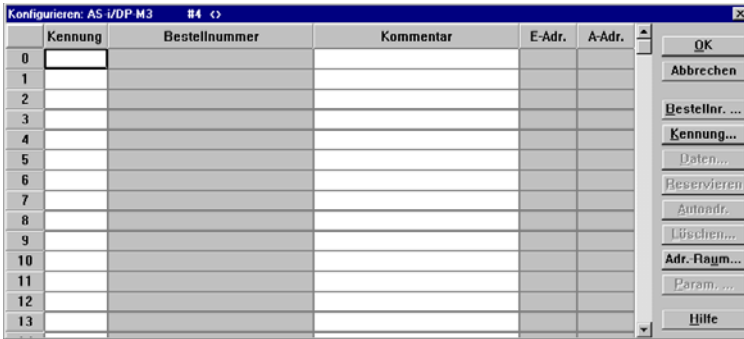 Konfigurieren: AS-i/DP-M3 #4 <>
Kennung Bestellnummer Kommentar E-Adr. A-Adr.
0
1
2
3
4
5
6
7
8
9
10
11
12
13
OK
Abbrechen
Bestellnr. ...
Kennung...
Daten...
Reservieren
Autoadr.
Löschen...
Adr.-Raum...
Param. ...
Hilfe